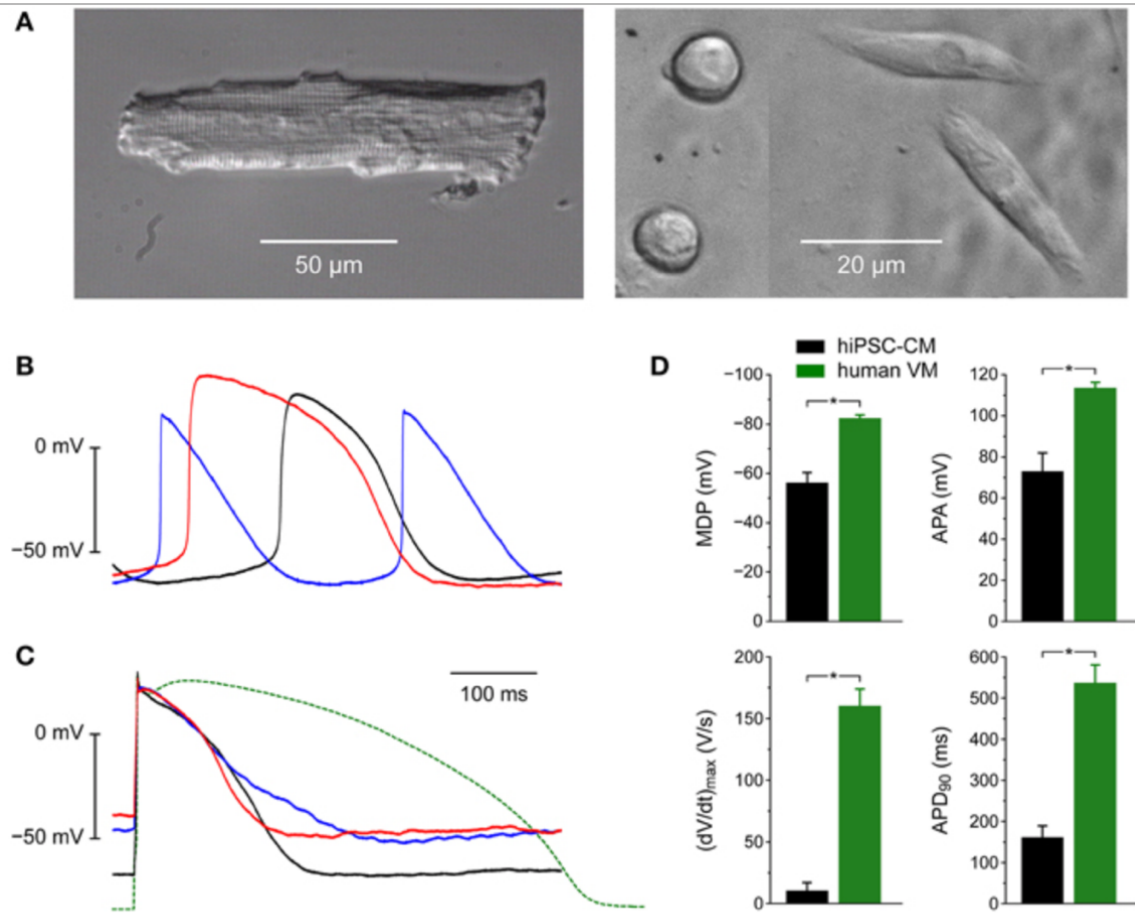 A
50 µm
20 µm
B
0 mV
−50 mV
C
100 ms
0 mV
−50 mV
D
hiPSC-CM
human VM
MDP (mV)
−100
−80
−60
−40
−20
0
*
APA (mV)
120
100
80
60
40
20
0
*
(dV/dt)max (V/s)
200
150
100
50
0
*
APD90 (ms)
600
500
400
300
200
100
0
*